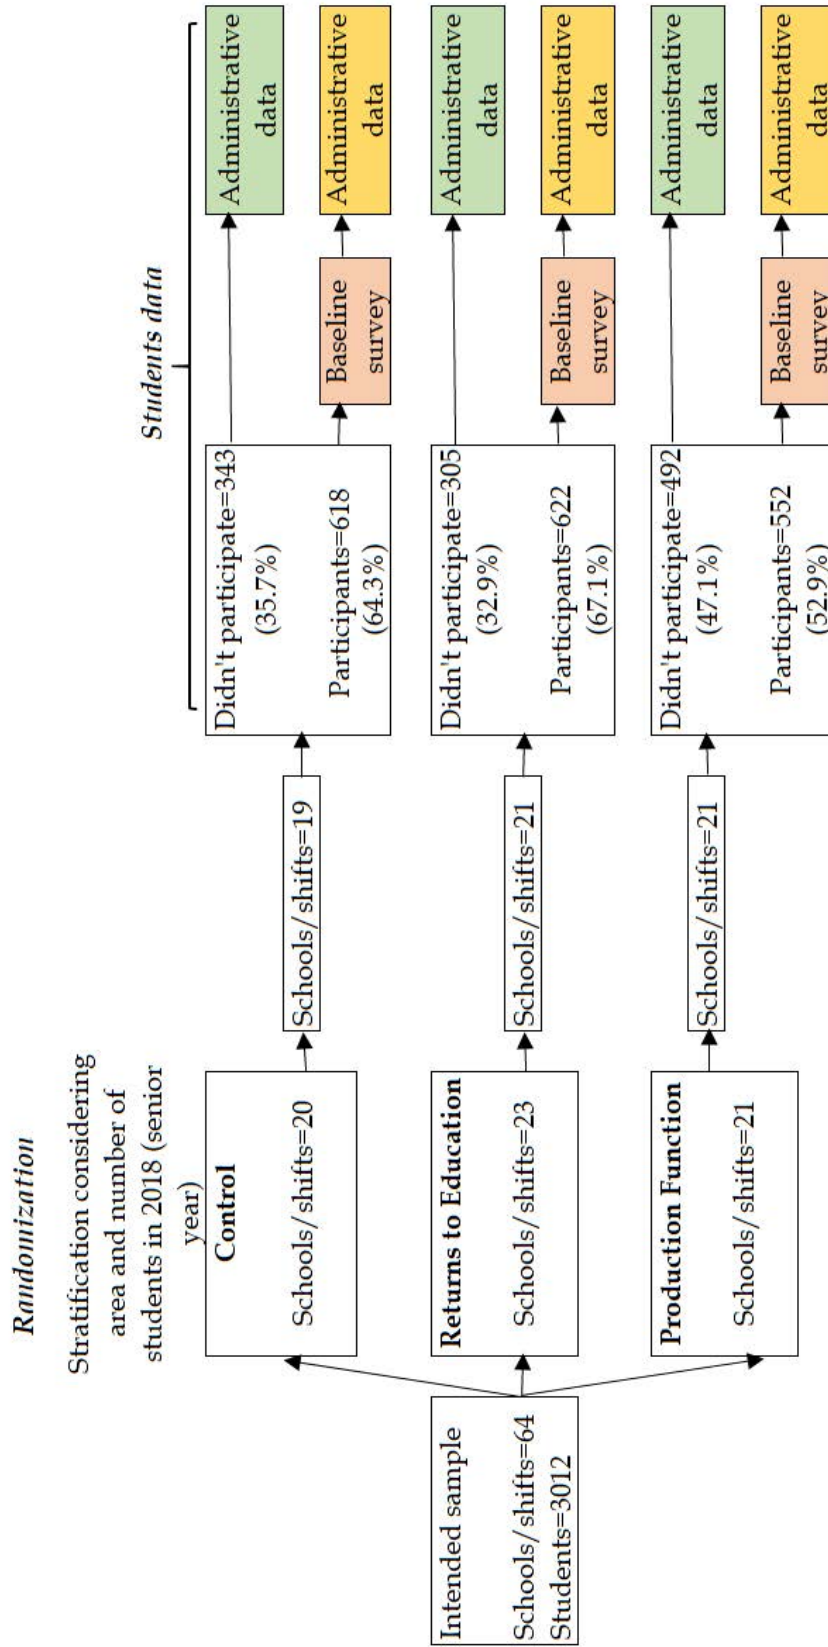 Randomization
Stratification considering
area and number of
students in 2018 (senior
year)
Students data
Intended sample
Schools/shifts=64
Students=3012
Control
Schools/shifts=20
Schools/shifts=19
Didn't participate=343
(35.7%)
Participants=618
(64.3%)
Administrative
data
Baseline
survey
Administrative
data
Returns to Education
Schools/shifts=23
Schools/shifts=21
Didn't participate=305
(32.9%)
Participants=622
(67.1%)
Administrative
data
Baseline
survey
Administrative
data
Production Function
Schools/shifts=21
Schools/shifts=21
Didn't participate=492
(47.1%)
Participants=552
(52.9%)
Administrative
data
Baseline
survey
Administrative
data